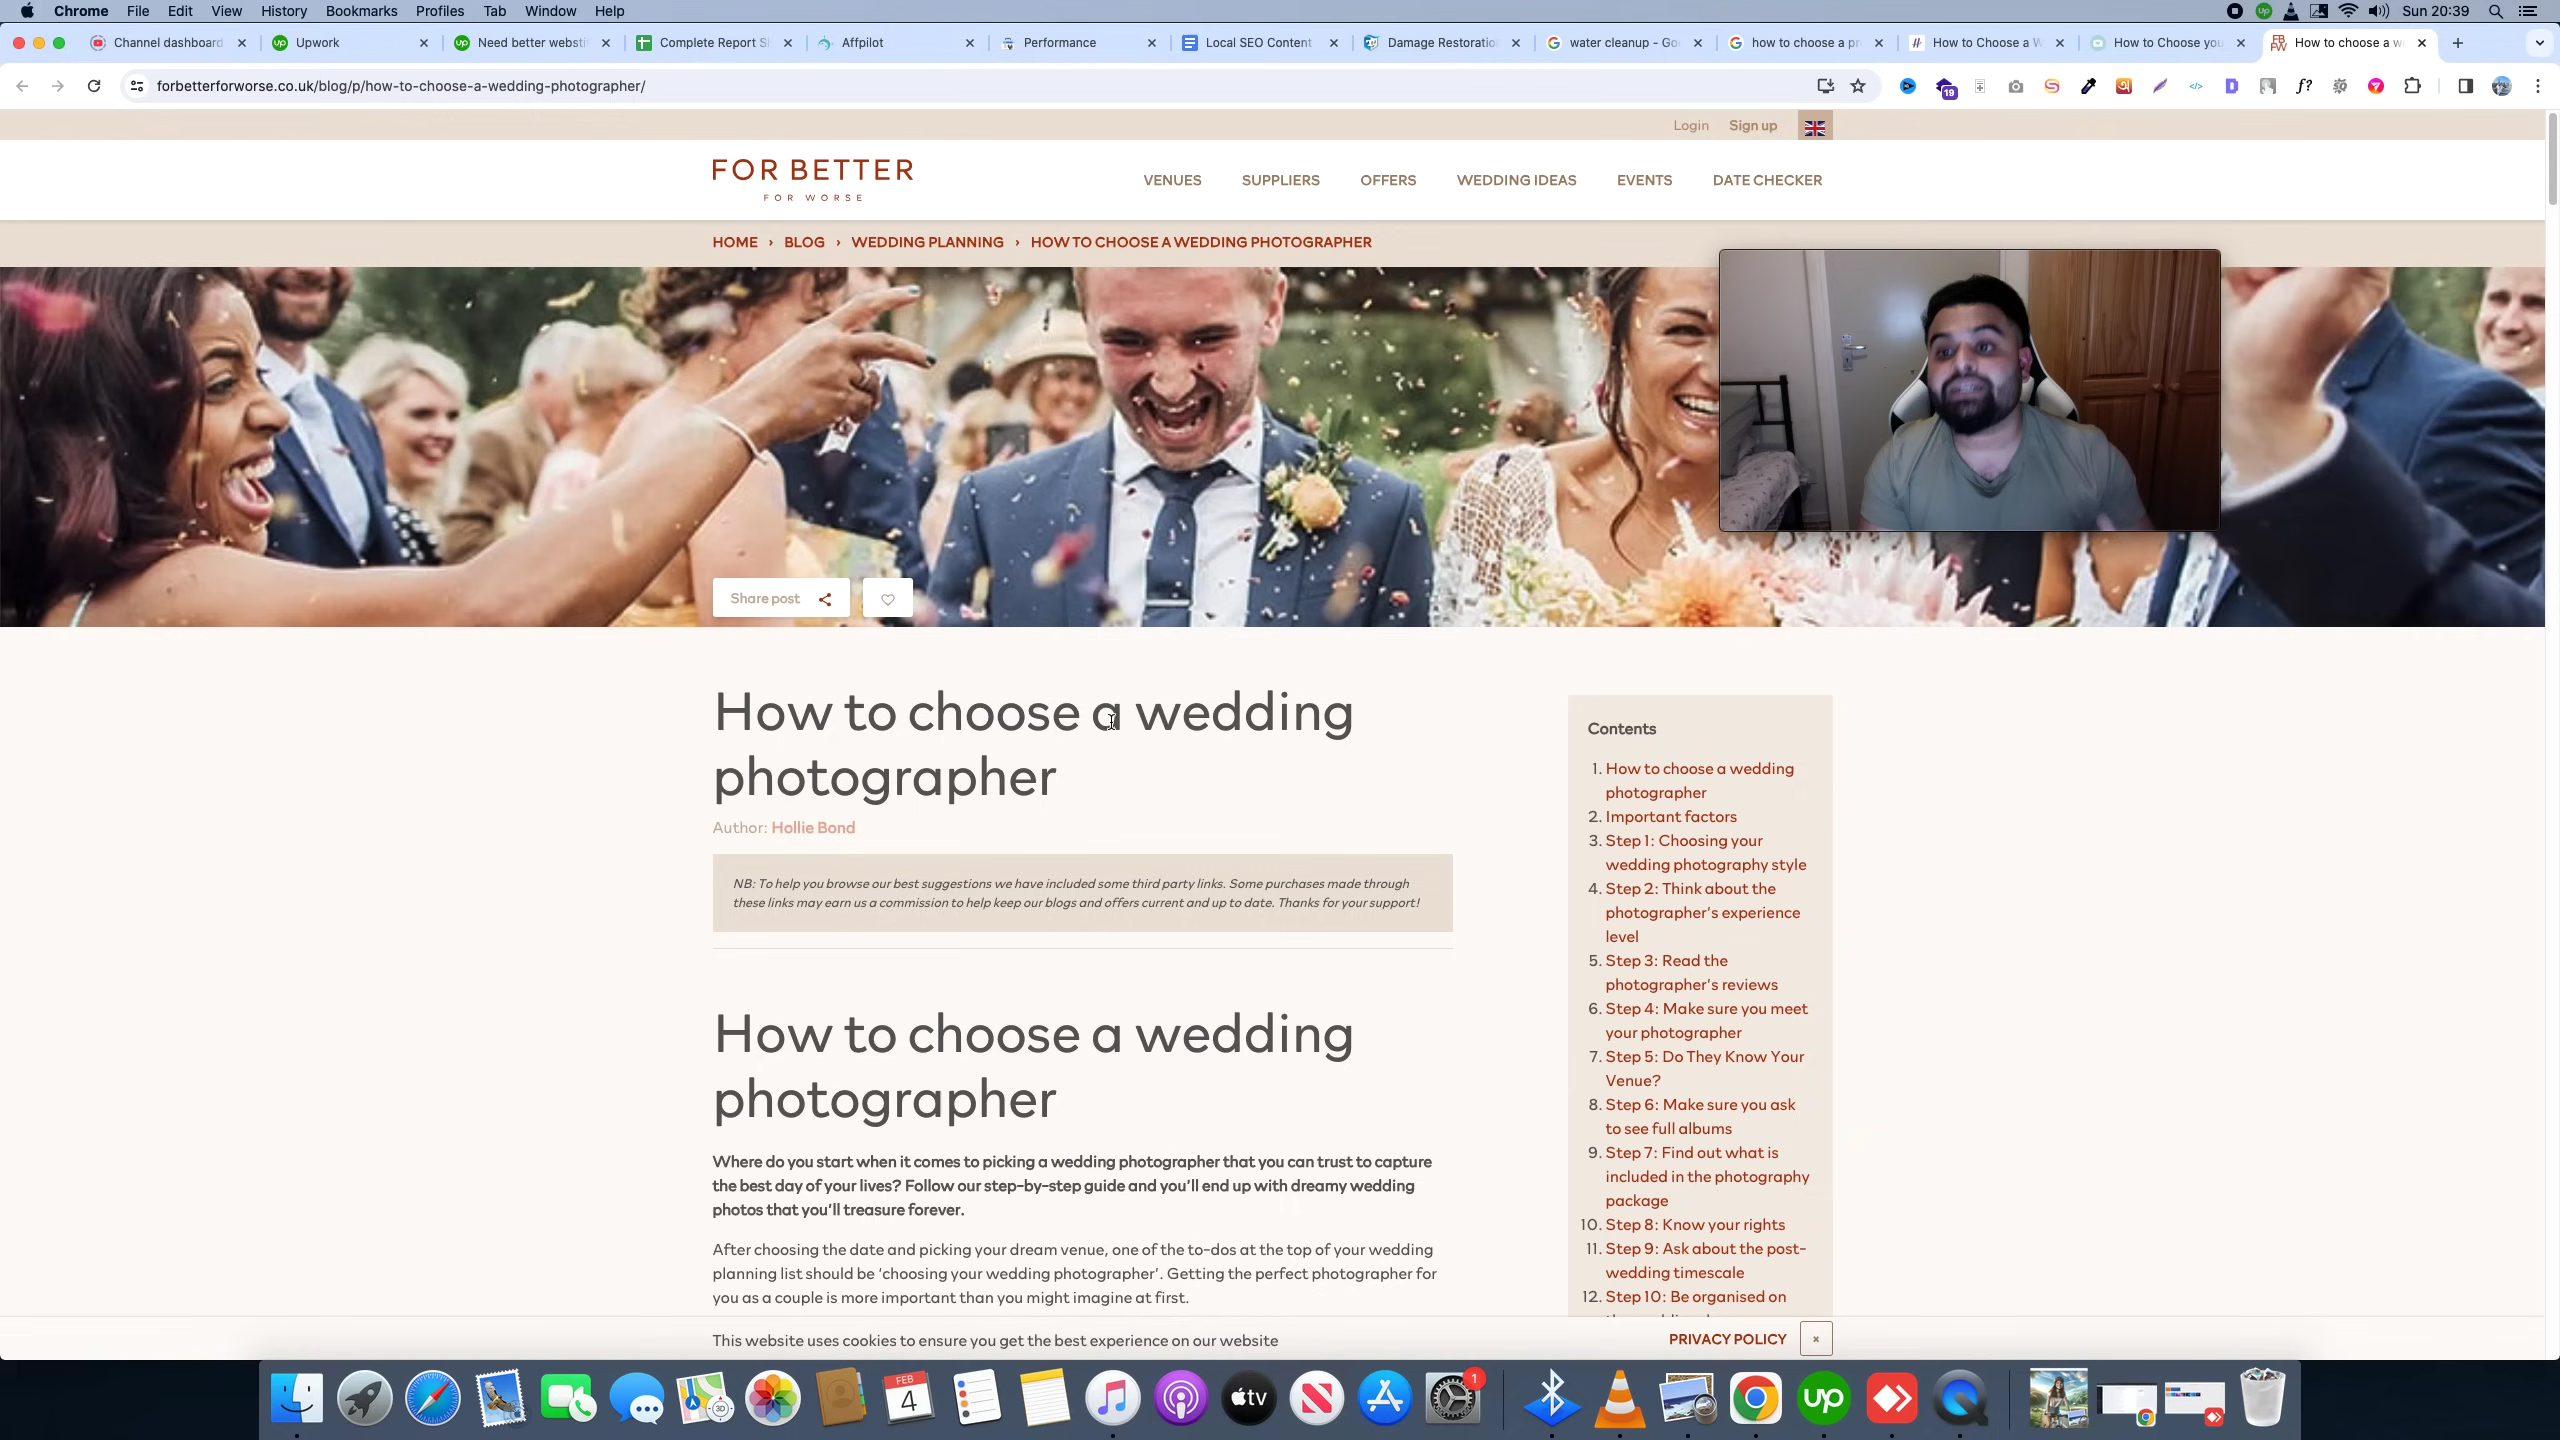 Chrome File Edit View History Bookmarks Profiles Tab Window Help
Sun 20:39
Channel dashboard
Upwork
Need better websti
Complete Report S
Affpilot
Performance
Local SEO Content
Damage Restoratio
water cleanup - Go
how to choose a p
How to Choose a W
How to Choose you
How to choose a w
forbetterforworse.co.uk/blog/p/how-to-choose-a-wedding-photographer/
19
f?
Login Sign up
FOR BETTER
FOR WORSE
VENUES SUPPLIERS OFFERS WEDDING IDEAS EVENTS DATE CHECKER
HOME › BLOG › WEDDING PLANNING › HOW TO CHOOSE A WEDDING PHOTOGRAPHER
Share post
How to choose a wedding
photographer
Author: Hollie Bond
NB: To help you browse our best suggestions we have included some third party links. Some purchases made through
these links may earn us a commission to help keep our blogs and offers current and up to date. Thanks for your support!
How to choose a wedding
photographer
Where do you start when it comes to picking a wedding photographer that you can trust to capture
the best day of your lives? Follow our step-by-step guide and you'll end up with dreamy wedding
photos that you'll treasure forever.
After choosing the date and picking your dream venue, one of the to-dos at the top of your wedding
planning list should be 'choosing your wedding photographer'. Getting the perfect photographer for
you as a couple is more important than you might imagine at first.
Contents
1. How to choose a wedding
photographer
2. Important factors
3. Step 1: Choosing your
wedding photography style
4. Step 2: Think about the
photographer's experience
level
5. Step 3: Read the
photographer's reviews
6. Step 4: Make sure you meet
your photographer
7. Step 5: Do They Know Your
Venue?
8. Step 6: Make sure you ask
to see full albums
9. Step 7: Find out what is
included in the photography
package
10. Step 8: Know your rights
11. Step 9: Ask about the post-
wedding timescale
12. Step 10: Be organised on
This website uses cookies to ensure you get the best experience on our website
PRIVACY POLICY ×
3D
FEB
4
tv
1
up